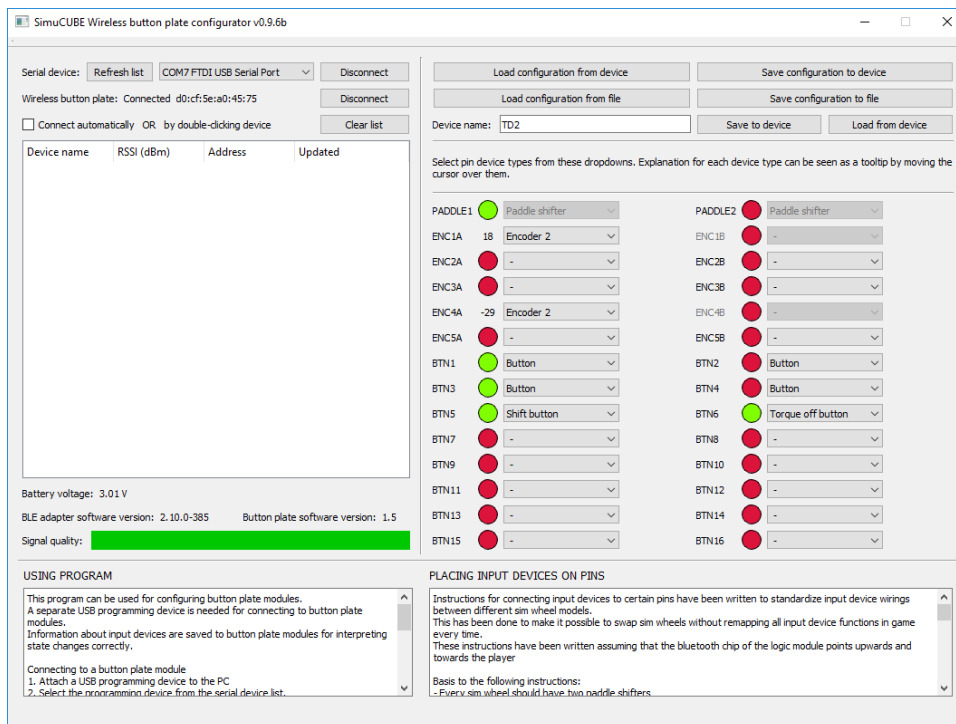 SimuCUBE Wireless button plate configurator v0.9.6b
Serial device: Refresh list COM7 FTDI USB Serial Port Disconnect
Wireless button plate: Connected d0:cf:5e:a0:45:75 Disconnect
Connect automatically OR by double-clicking device Clear list
Device name RSSI (dBm) Address Updated
Battery voltage: 3.01 V
BLE adapter software version: 2.10.0-385 Button plate software version: 1.5
Signal quality:
Load configuration from device Save configuration to device
Load configuration from file Save configuration to file
Device name: TD2 Save to device Load from device
Select pin device types from these dropdowns. Explanation for each device type can be seen as a tooltip by moving the
cursor over them.
PADDLE1 Paddle shifter PADDLE2 Paddle shifter
ENC1A 18 Encoder 2 ENC1B -
ENC2A - ENC2B -
ENC3A - ENC3B -
ENC4A -29 Encoder 2 ENC4B -
ENC5A - ENC5B -
BTN1 Button BTN2 Button
BTN3 Button BTN4 Button
BTN5 Shift button BTN6 Torque off button
BTN7 - BTN8 -
BTN9 - BTN10 -
BTN11 - BTN12 -
BTN13 - BTN14 -
BTN15 - BTN16 -
USING PROGRAM
This program can be used for configuring button plate modules.
A separate USB programming device is needed for connecting to button plate
modules.
Information about input devices are saved to button plate modules for interpreting
state changes correctly.
Connecting to a button plate module
1. Attach a USB programming device to the PC
2. Select the programming device from the serial device list.
PLACING INPUT DEVICES ON PINS
Instructions for connecting input devices to certain pins have been written to standardize input device wirings
between different sim wheel models.
This has been done to make it possible to swap sim wheels without remapping all input device functions in game
every time.
These instructions have been written assuming that the bluetooth chip of the logic module points upwards and
towards the player
Basis to the following instructions:
- Every sim wheel should have two paddle shifters